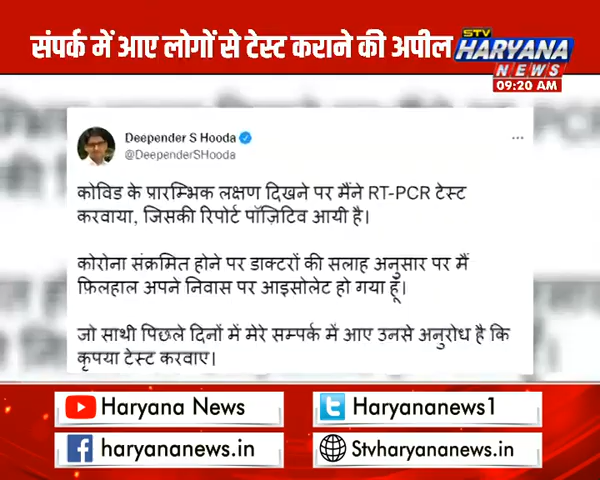 संपर्क में आए लोगों से टेस्ट कराने की अपील
STV
HARYANA
NEWS
09:20 AM
Deepender S Hooda
@DeependerSHooda
कोविड के प्रारम्भिक लक्षण दिखने पर मैंने RT-PCR टेस्ट
करवाया, जिसकी रिपोर्ट पॉज़िटिव आयी है।
कोरोना संक्रमित होने पर डाक्टरों की सलाह अनुसार पर मैं
फ़िलहाल अपने निवास पर आइसोलेट हो गया हूँ।
जो साथी पिछले दिनों में मेरे सम्पर्क में आए उनसे अनुरोध है कि
कृपया टेस्ट करवाए।
Haryana News
Haryananews1
haryananews.in
Stvharyananews.in